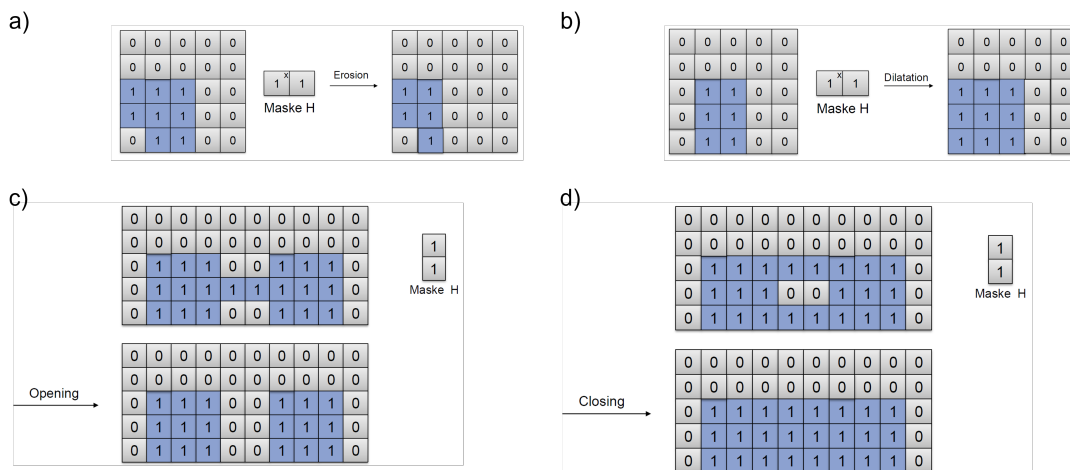 a)
0 0 0 0 0
0 0 0 0 0
1 1 1 0 0
1 1 1 0 0
0 1 1 0 0
x
1 1
Maske H
Erosion
0 0 0 0 0
0 0 0 0 0
1 1 0 0 0
1 1 0 0 0
0 1 0 0 0
b)
0 0 0 0 0
0 0 0 0 0
0 1 1 0 0
0 1 1 0 0
0 1 1 0 0
x
1 1
Maske H
Dilatation
0 0 0 0 0
0 0 0 0 0
1 1 1 0 0
1 1 1 0 0
1 1 1 0 0
c)
0 0 0 0 0 0 0 0 0 0
0 0 0 0 0 0 0 0 0 0
0 1 1 1 0 0 1 1 1 0
0 1 1 1 1 1 1 1 1 0
0 1 1 1 0 0 1 1 1 0
1
1
Maske H
Opening
0 0 0 0 0 0 0 0 0 0
0 0 0 0 0 0 0 0 0 0
0 1 1 1 0 0 1 1 1 0
0 1 1 1 0 0 1 1 1 0
0 1 1 1 0 0 1 1 1 0
d)
0 0 0 0 0 0 0 0 0 0
0 0 0 0 0 0 0 0 0 0
0 1 1 1 1 1 1 1 1 0
0 1 1 1 0 0 1 1 1 0
0 1 1 1 1 1 1 1 1 0
1
1
Maske H
Closing
0 0 0 0 0 0 0 0 0 0
0 0 0 0 0 0 0 0 0 0
0 1 1 1 1 1 1 1 1 0
0 1 1 1 1 1 1 1 1 0
0 1 1 1 1 1 1 1 1 0